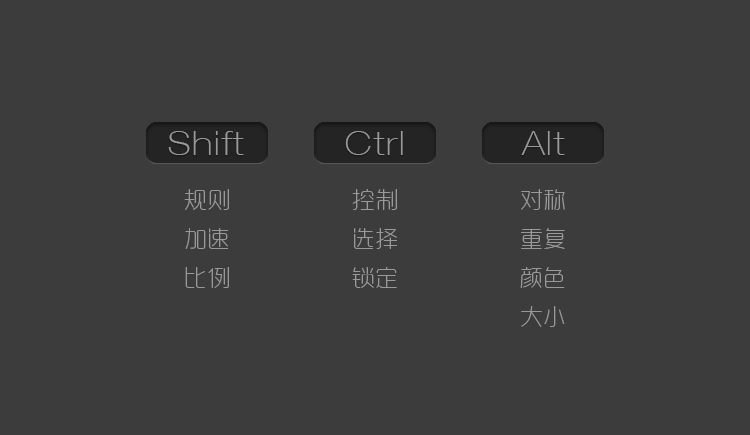 Shift
Ctrl
Alt
规则
控制
对称
加速
选择
重复
比例
锁定
颜色
大小